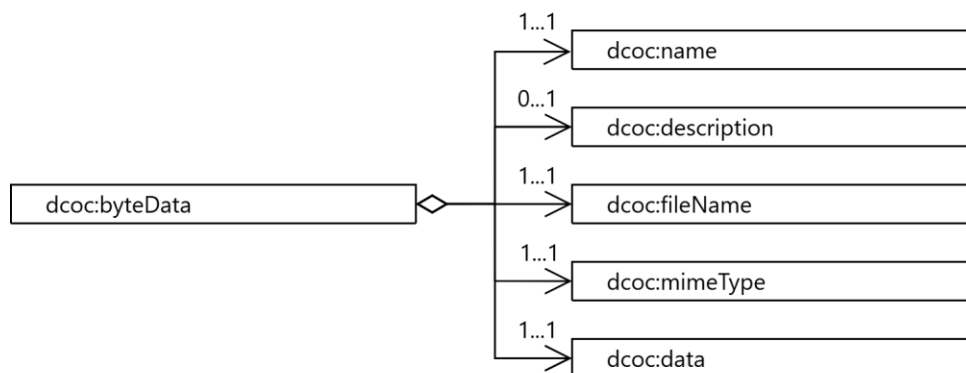 1...1
dcoc:name
0...1
dcoc:description
dcoc:byteData
1...1
dcoc:fileName
1...1
dcoc:mimeType
1...1
dcoc:data